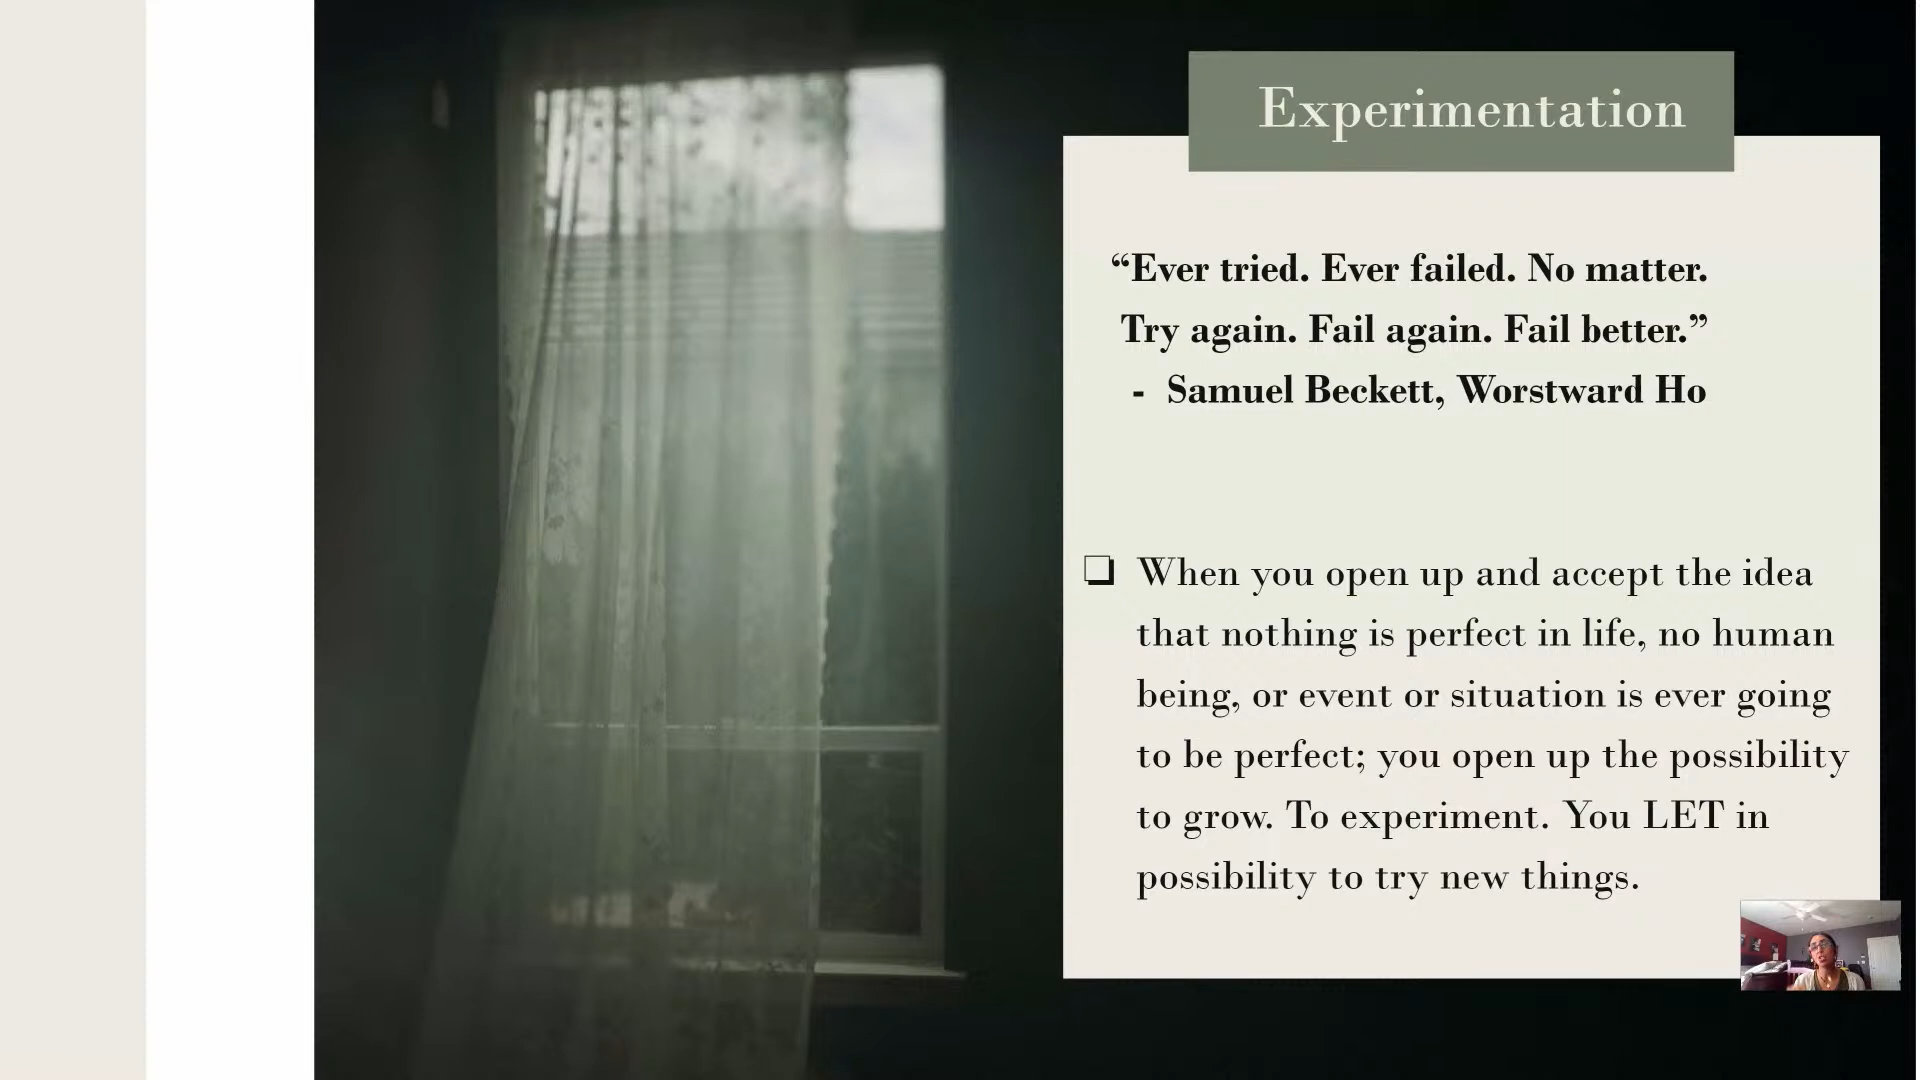 Experimentation
“Ever tried. Ever failed. No matter.
Try again. Fail again. Fail better.”
- Samuel Beckett, Worstward Ho
❏ When you open up and accept the idea
that nothing is perfect in life, no human
being, or event or situation is ever going
to be perfect; you open up the possibility
to grow. To experiment. You LET in
possibility to try new things.